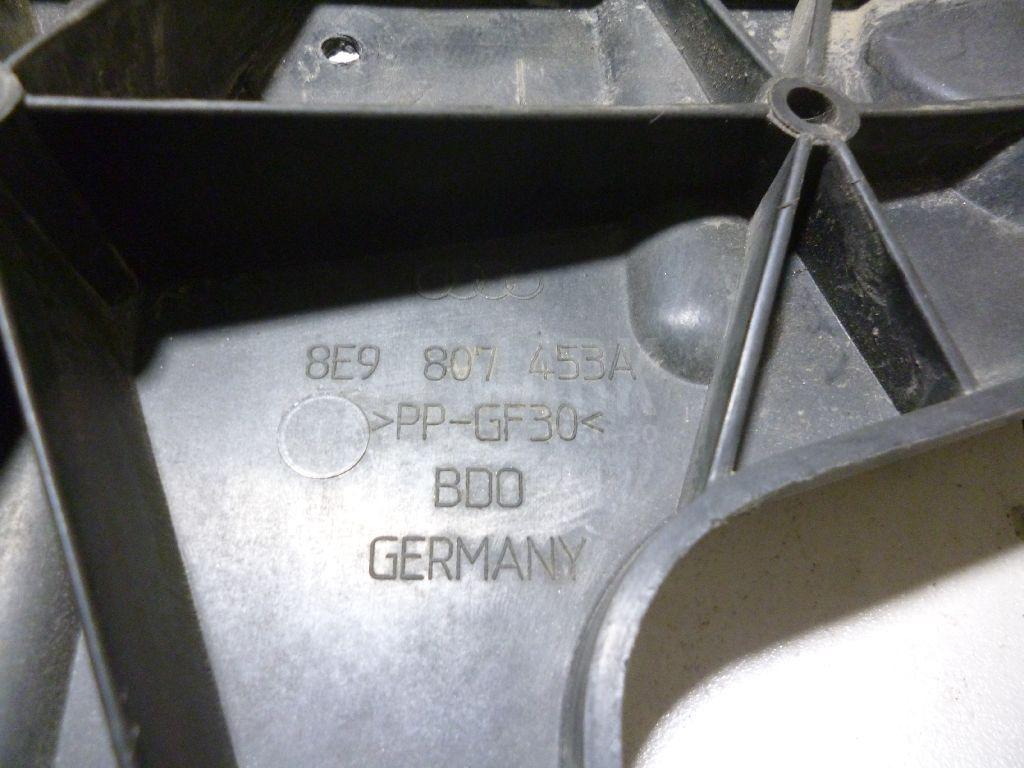 8E9 807 453A
>PP-GF30<
BDO
GERMANY